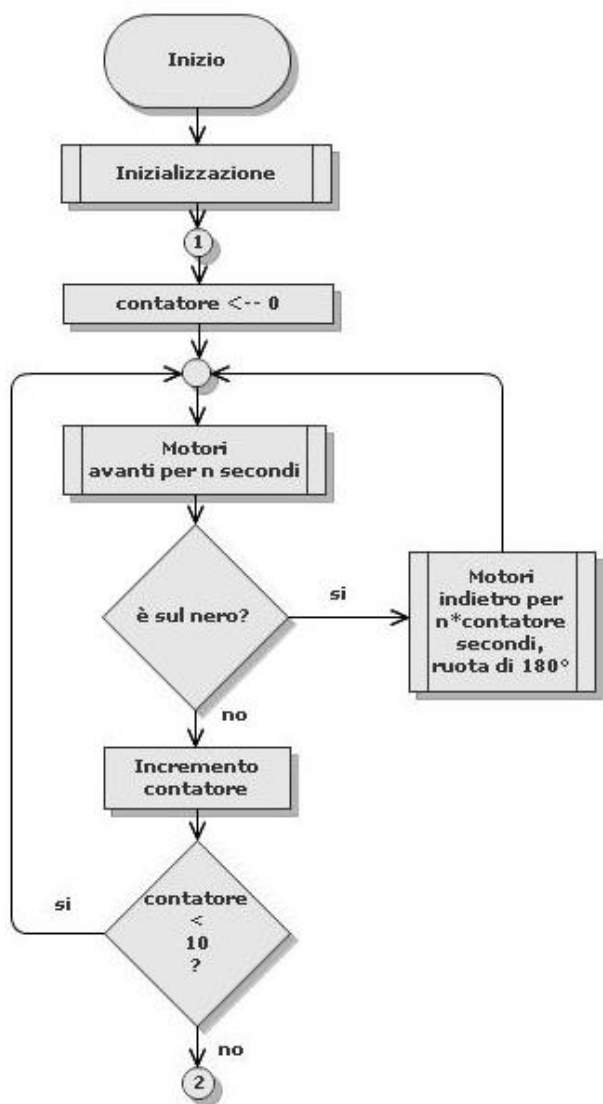 Inizio
Inizializzazione
1
contatore <-- 0
Motori
avanti per n secondi
è sul nero?
si
Motori
indietro per
n*contatore
secondi,
ruota di 180°
no
Incremento
contatore
contatore
<
10
?
si
no
2